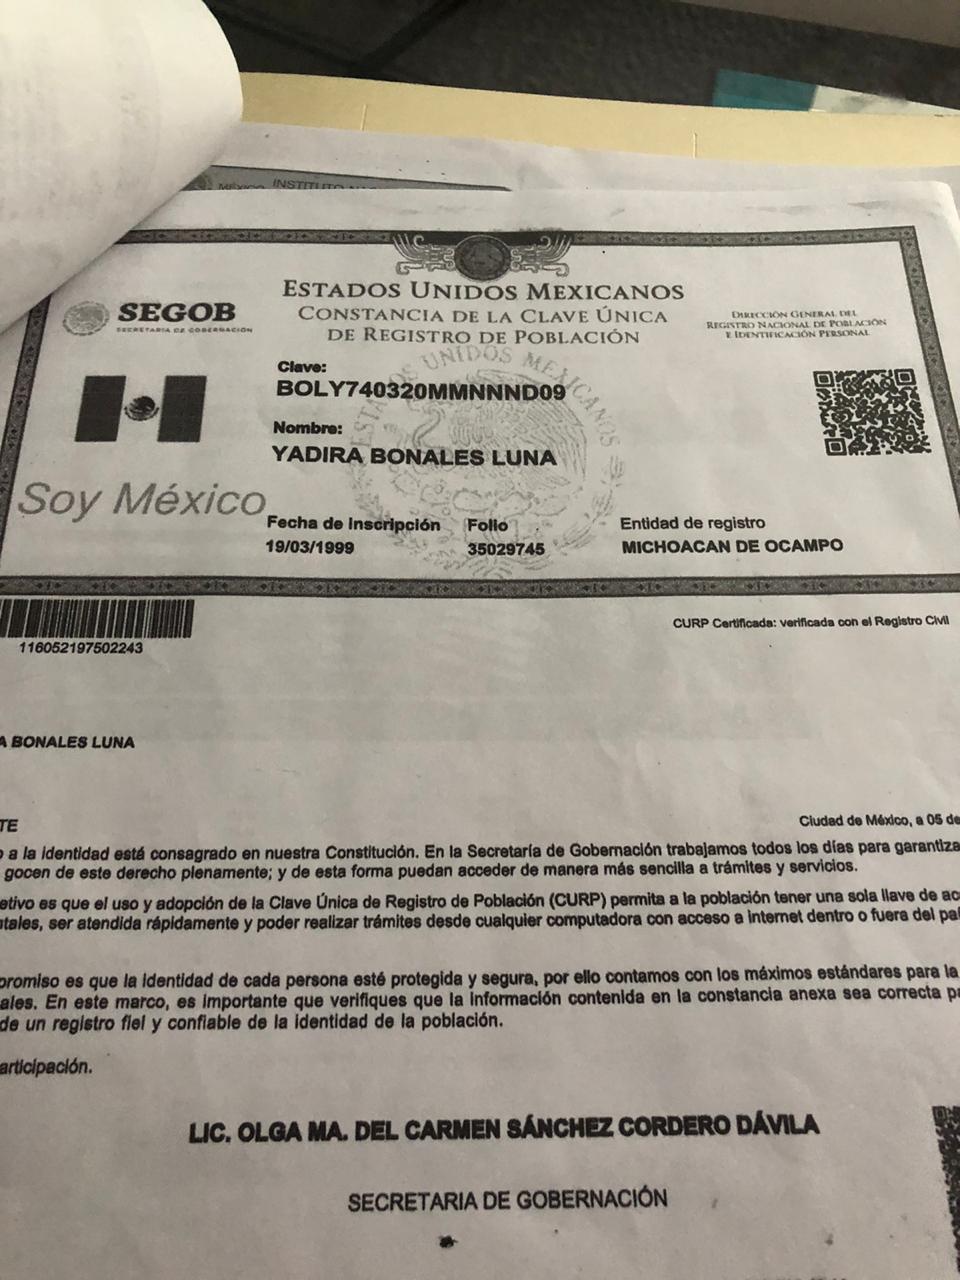 MÉXICO INSTITUTO
ESTADOS UNIDOS MEXICANOS
CONSTANCIA DE LA CLAVE ÚNICA
DE REGISTRO DE POBLACIÓN
SEGOB
SECRETARÍA DE GOBERNACIÓN
DIRECCIÓN GENERAL DEL
REGISTRO NACIONAL DE POBLACIÓN
E IDENTIFICACIÓN PERSONAL
ESTADOS UNIDOS MEXICANOS
Clave:
BOLY740320MMNNND09
Nombre:
YADIRA BONALES LUNA
Soy México
Fecha de Inscripción Folio Entidad de registro
19/03/1999 35029745 MICHOACAN DE OCAMPO
116052197502243
CURP Certificada: verificada con el Registro Civil
A BONALES LUNA
TE
Ciudad de México, a 05 de
o a la identidad está consagrado en nuestra Constitución. En la Secretaría de Gobernación trabajamos todos los días para garantiza
gocen de este derecho plenamente; y de esta forma puedan acceder de manera más sencilla a trámites y servicios.
etivo es que el uso y adopción de la Clave Única de Registro de Población (CURP) permita a la población tener una sola llave de ac
ntales, ser atendida rápidamente y poder realizar trámites desde cualquier computadora con acceso a internet dentro o fuera del pa
promiso es que la identidad de cada persona esté protegida y segura, por ello contamos con los máximos estándares para la
ales. En este marco, es importante que verifiques que la información contenida en la constancia anexa sea correcta pa
de un registro fiel y confiable de la identidad de la población.
articipación.
LIC. OLGA MA. DEL CARMEN SÁNCHEZ CORDERO DÁVILA
SECRETARIA DE GOBERNACIÓN